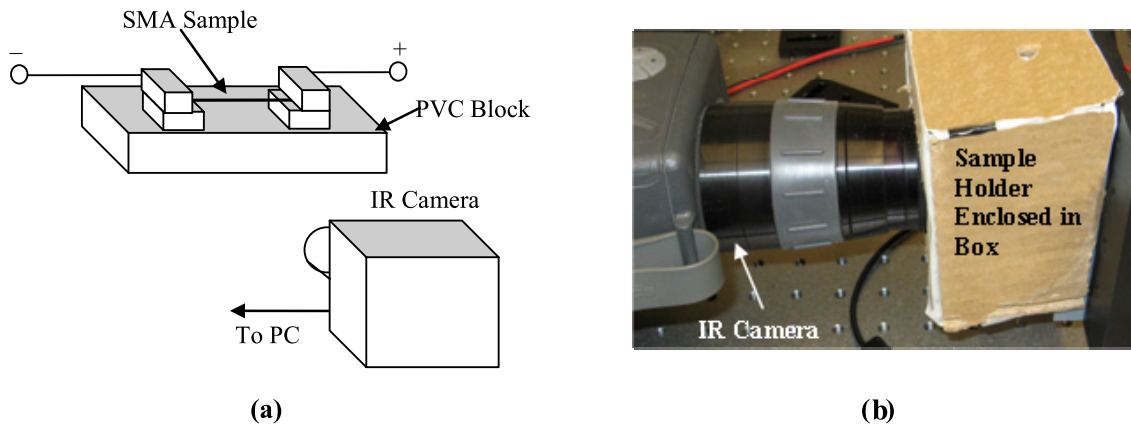 SMA Sample
–
+
PVC Block
IR Camera
To PC
(a)
Sample
Holder
Enclosed in
Box
IR Camera
(b)